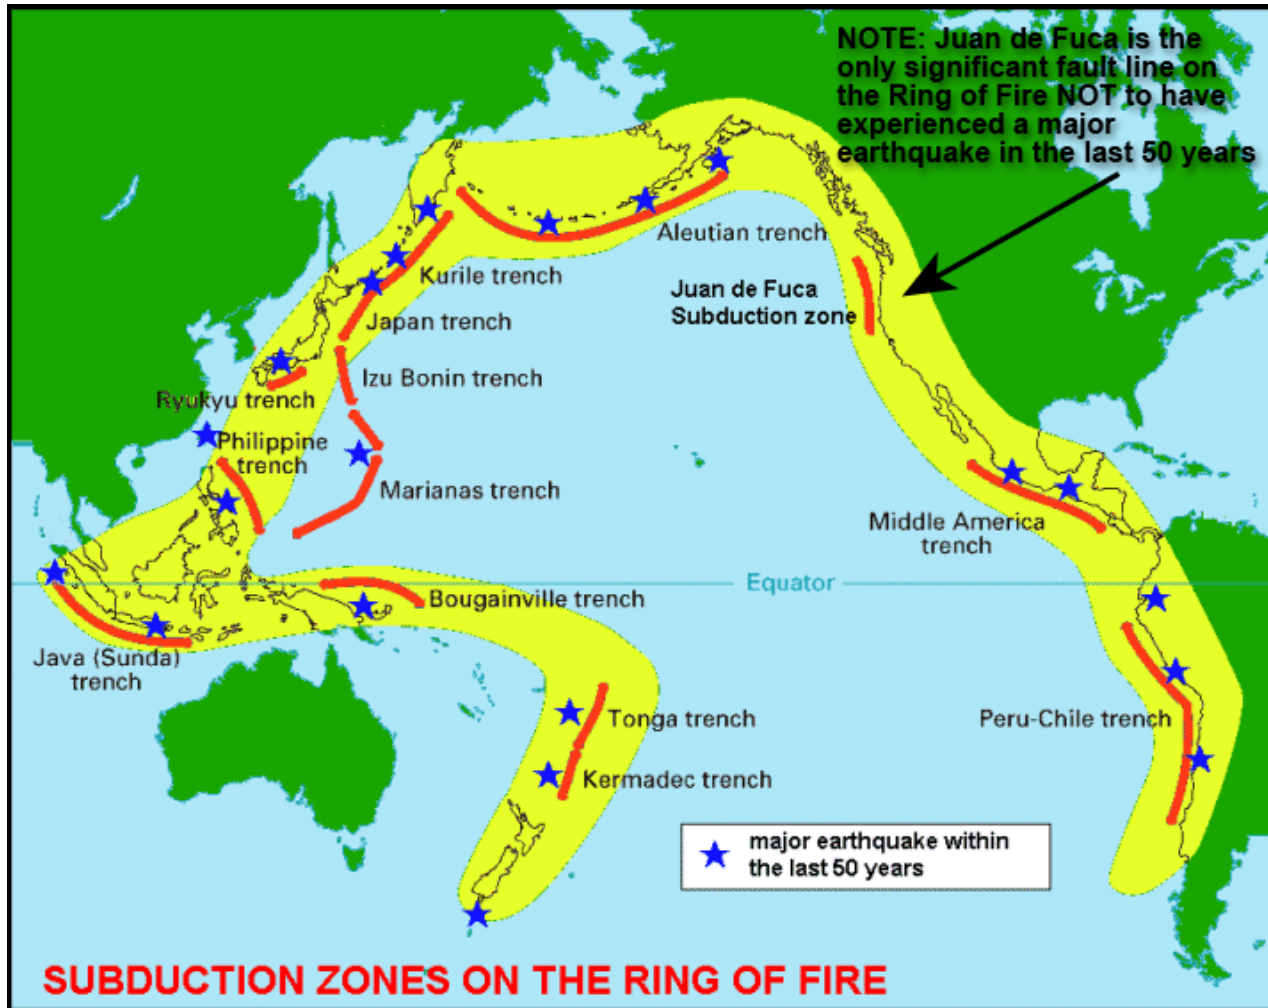 NOTE: Juan de Fuca is the
only significant fault line on
the Ring of Fire NOT to have
experienced a major
earthquake in the last 50 years
Aleutian trench
Kurile trench
Juan de Fuca
Subduction zone
Japan trench
Izu Bonin trench
Ryukyu trench
Philippine
trench
Marianas trench
Middle America
trench
Equator
Bougainville trench
Java (Sunda)
trench
Tonga trench
Peru-Chile trench
Kermadec trench
major earthquake within
the last 50 years
SUBDUCTION ZONES ON THE RING OF FIRE